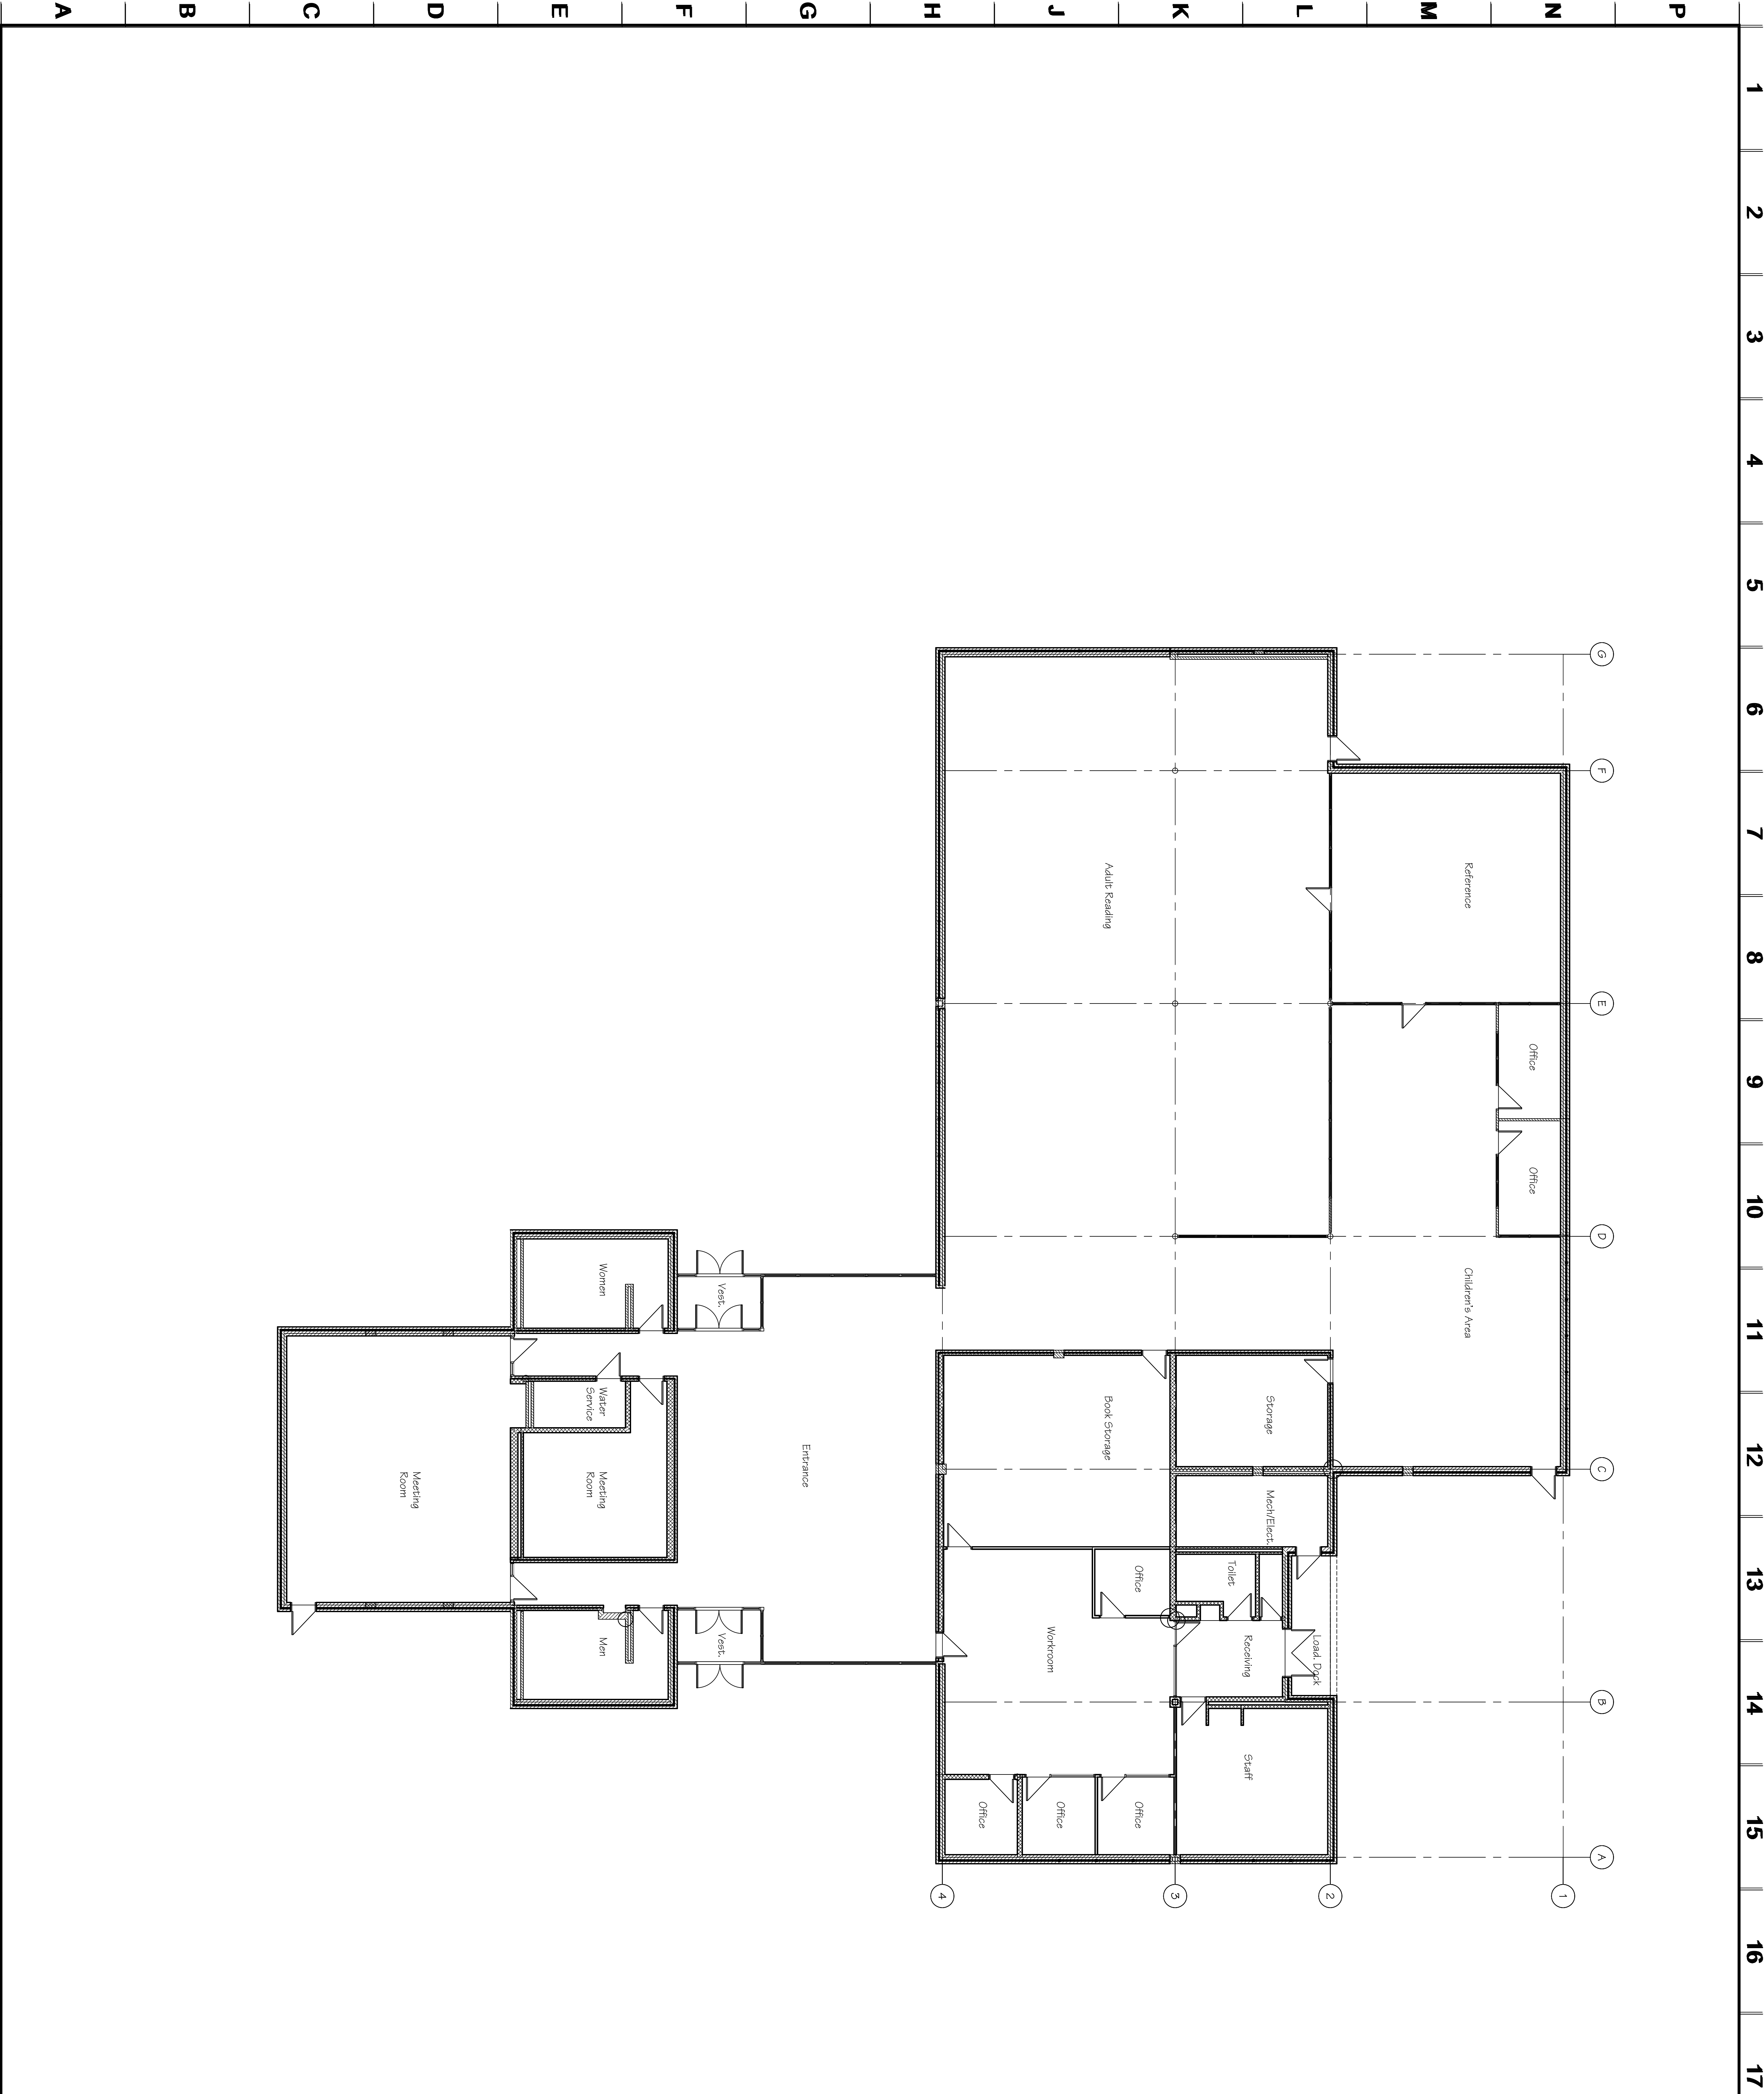 A
B
C
D
E
F
G
H
J
K
L
M
N
P
1
2
3
4
5
6
7
8
9
10
11
12
13
14
15
16
17
G
F
E
D
C
B
A
1
2
3
4
Reference
Office
Office
Children's Area
Adult Reading
Storage
Mech/Elect.
Toilet
Receiving
Load. Dock
Staff
Book Storage
Office
Workroom
Office
Office
Office
Entrance
Vest.
Vest.
Women
Water
Service
Meeting
Room
Men
Meeting
Room